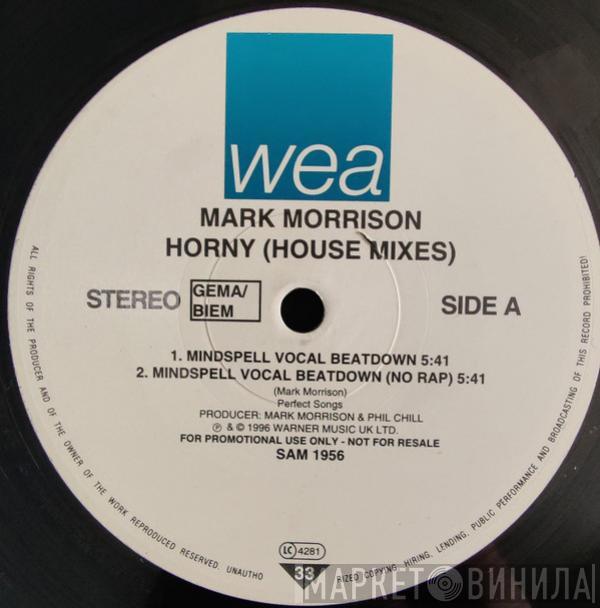 wea
MARK MORRISON
HORNY (HOUSE MIXES)
STEREO GEMA/ BIEM SIDE A
1. MINDSPELL VOCAL BEATDOWN 5:41
2. MINDSPELL VOCAL BEATDOWN (NO RAP) 5:41
(Mark Morrison)
Perfect Songs
PRODUCER: MARK MORRISON & PHIL CHILL
℗ & © 1996 WARNER MUSIC UK LTD.
FOR PROMOTIONAL USE ONLY - NOT FOR RESALE
SAM 1956
LC 4281
33
ALL RIGHTS OF THE PRODUCER AND OF THE OWNER OF THE WORK REPRODUCED RESERVED. UNAUTHO RIZED COPYING, HIRING, LENDING, PUBLIC PERFORMANCE AND BROADCASTING OF THIS RECORD PROHIBITED!
МАРКЕТ ВИНИЛА